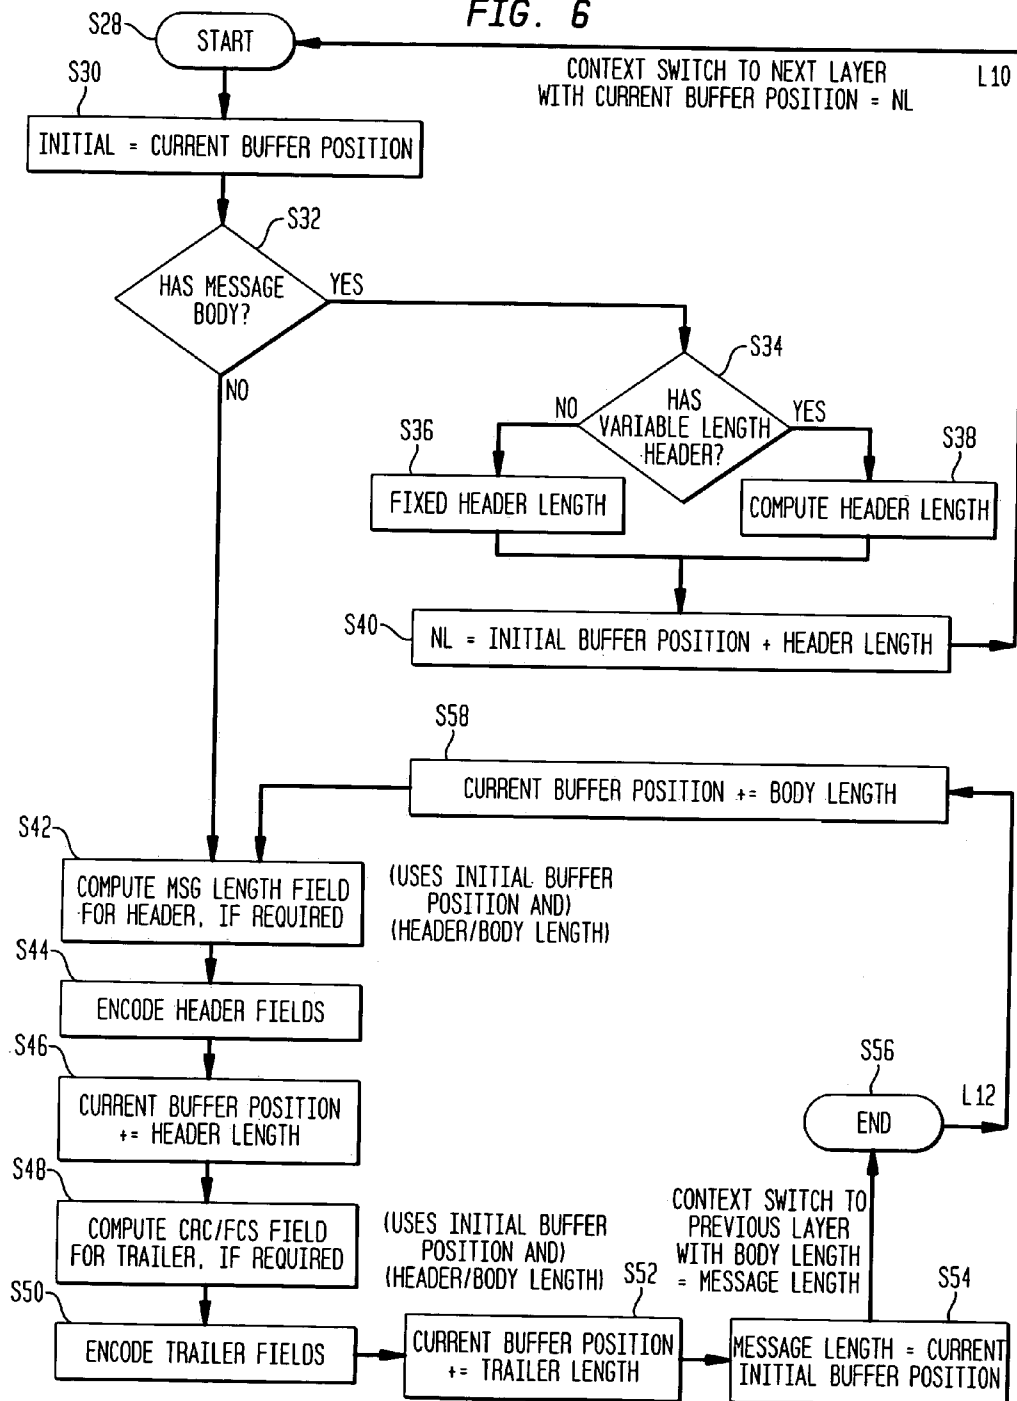 FIG. 6
S28
START
CONTEXT SWITCH TO NEXT LAYER
WITH CURRENT BUFFER POSITION = NL
L10
S30
INITIAL = CURRENT BUFFER POSITION
S32
HAS MESSAGE
BODY?
YES
NO
S34
HAS
VARIABLE LENGTH
HEADER?
NO
YES
S36
FIXED HEADER LENGTH
S38
COMPUTE HEADER LENGTH
S40
NL = INITIAL BUFFER POSITION + HEADER LENGTH
S58
CURRENT BUFFER POSITION += BODY LENGTH
S42
COMPUTE MSG LENGTH FIELD
FOR HEADER, IF REQUIRED
(USES INITIAL BUFFER
POSITION AND)
(HEADER/BODY LENGTH)
S44
ENCODE HEADER FIELDS
S46
CURRENT BUFFER POSITION
+= HEADER LENGTH
S48
COMPUTE CRC/FCS FIELD
FOR TRAILER, IF REQUIRED
(USES INITIAL BUFFER
POSITION AND)
(HEADER/BODY LENGTH)
S50
ENCODE TRAILER FIELDS
S52
CURRENT BUFFER POSITION
+= TRAILER LENGTH
S54
MESSAGE LENGTH = CURRENT
INITIAL BUFFER POSITION
CONTEXT SWITCH TO
PREVIOUS LAYER
WITH BODY LENGTH
= MESSAGE LENGTH
S56
END
L12